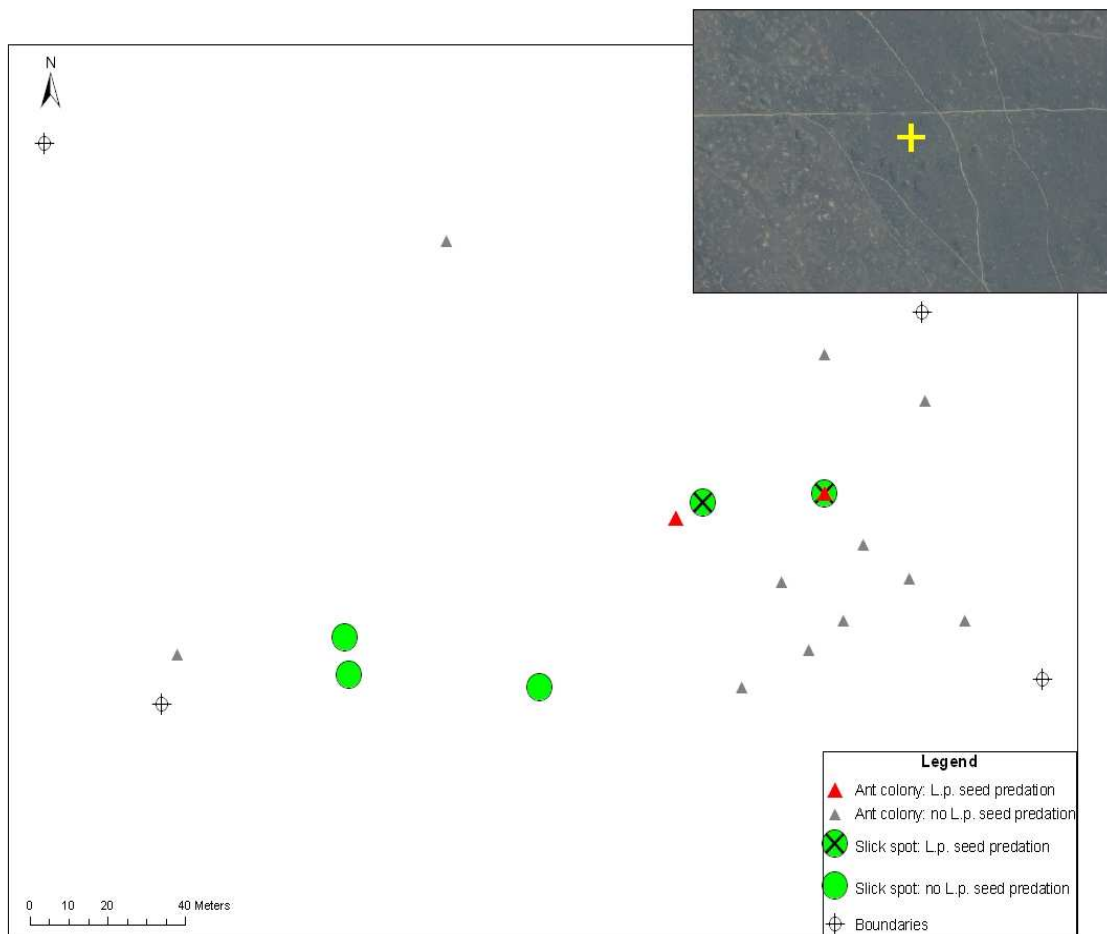 N
Legend
Ant colony: L.p. seed predation
Ant colony: no L.p. seed predation
Slick spot: L.p. seed predation
Slick spot: no L.p. seed predation
Boundaries
0 10 20 40 Meters